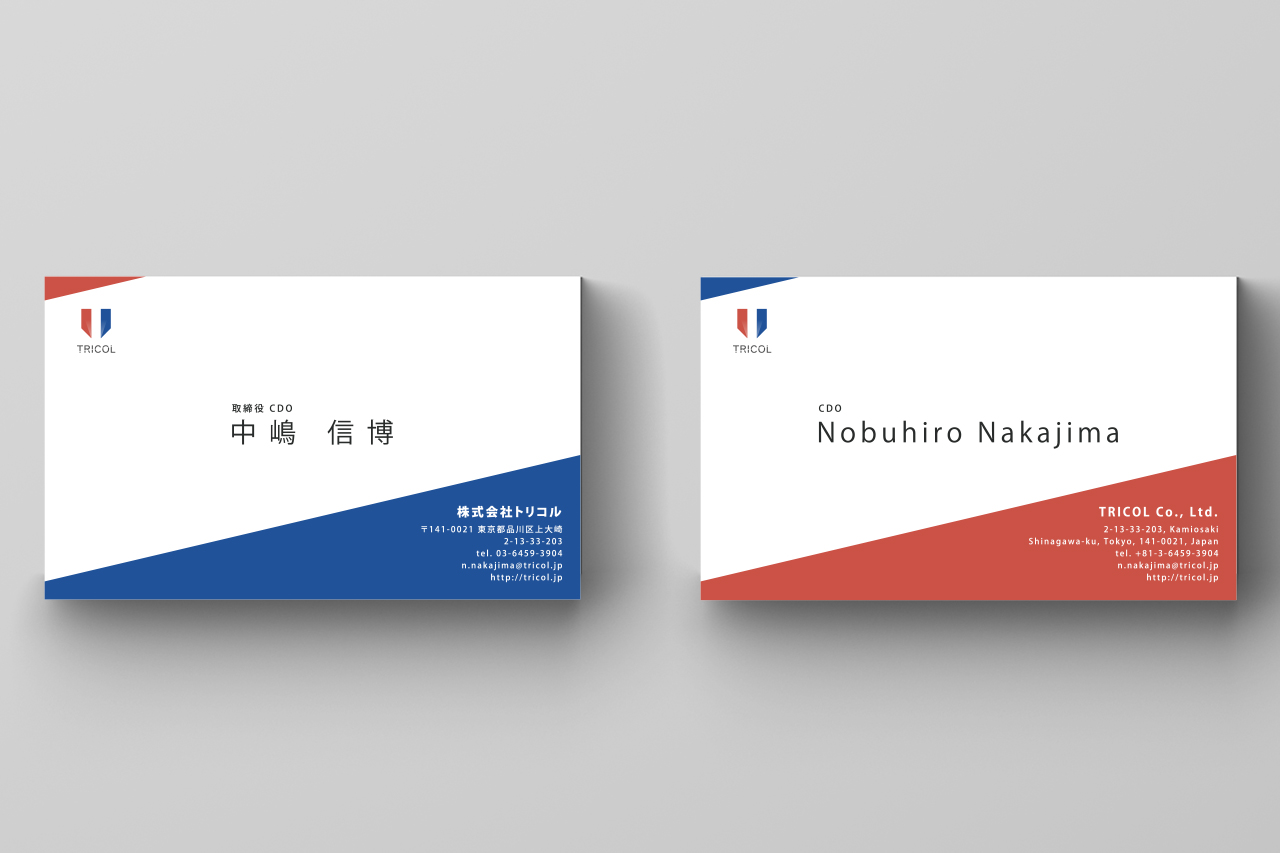 TRICOL
取締役 CDO
中嶋 信博
株式会社トリコル
〒141-0021 東京都品川区上大崎
2-13-33-203
tel. 03-6459-3904
n.nakajima@tricol.jp
http://tricol.jp
TRICOL
CDO
Nobuhiro Nakajima
TRICOL Co., Ltd.
2-13-33-203, Kamiosaki
Shinagawa-ku, Tokyo, 141-0021, Japan
tel. +81-3-6459-3904
n.nakajima@tricol.jp
http://tricol.jp